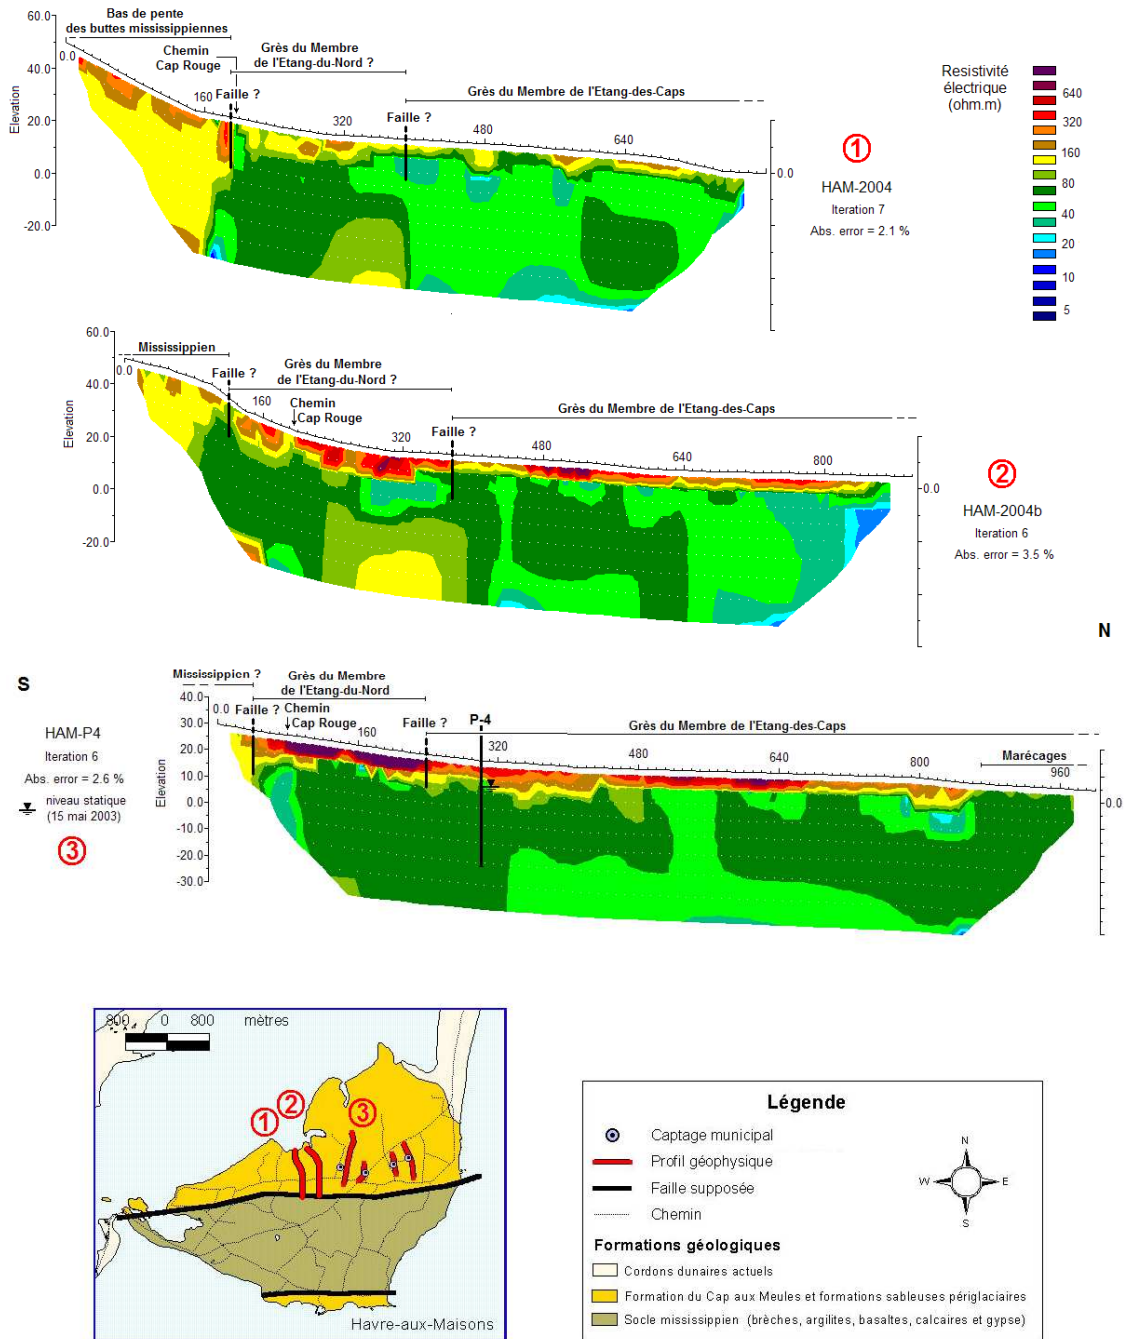 Bas de pente
des buttes mississippiennes
Chemin
Cap Rouge
Grès du Membre
de l'Etang-du-Nord ?
Faille ?
Faille ?
Grès du Membre de l'Etang-des-Caps
60.0
40.0
20.0
0.0
-20.0
Elevation
0.0
160
320
480
640
0.0
1
HAM-2004
Iteration 7
Abs. error = 2.1 %
Resistivité
électrique
(ohm.m)
640
320
160
80
40
20
10
5
Mississippien
Faille ?
Grès du Membre
de l'Etang-du-Nord ?
Chemin
Cap Rouge
Faille ?
Grès du Membre de l'Etang-des-Caps
60.0
40.0
20.0
0.0
-20.0
Elevation
0.0
160
320
480
640
800
0.0
2
HAM-2004b
Iteration 6
Abs. error = 3.5 %
N
S
HAM-P4
Iteration 6
Abs. error = 2.6 %
niveau statique
(15 mai 2003)
3
Mississippien ?
Grès du Membre
de l'Etang-du-Nord
Faille ?
Chemin
Cap Rouge
Faille ?
P-4
Grès du Membre de l'Etang-des-Caps
Marécages
40.0
30.0
20.0
10.0
0.0
-10.0
-20.0
-30.0
Elevation
0.0
160
320
480
640
800
960
0.0
800 0 800 mètres
1
2
3
Havre-aux-Maisons
Légende
Captage municipal
Profil géophysique
Faille supposée
Chemin
N
W
E
S
Formations géologiques
Cordons dunaires actuels
Formation du Cap aux Meules et formations sableuses périglaciaires
Socle mississippien (brèches, argilites, basaltes, calcaires et gypse)